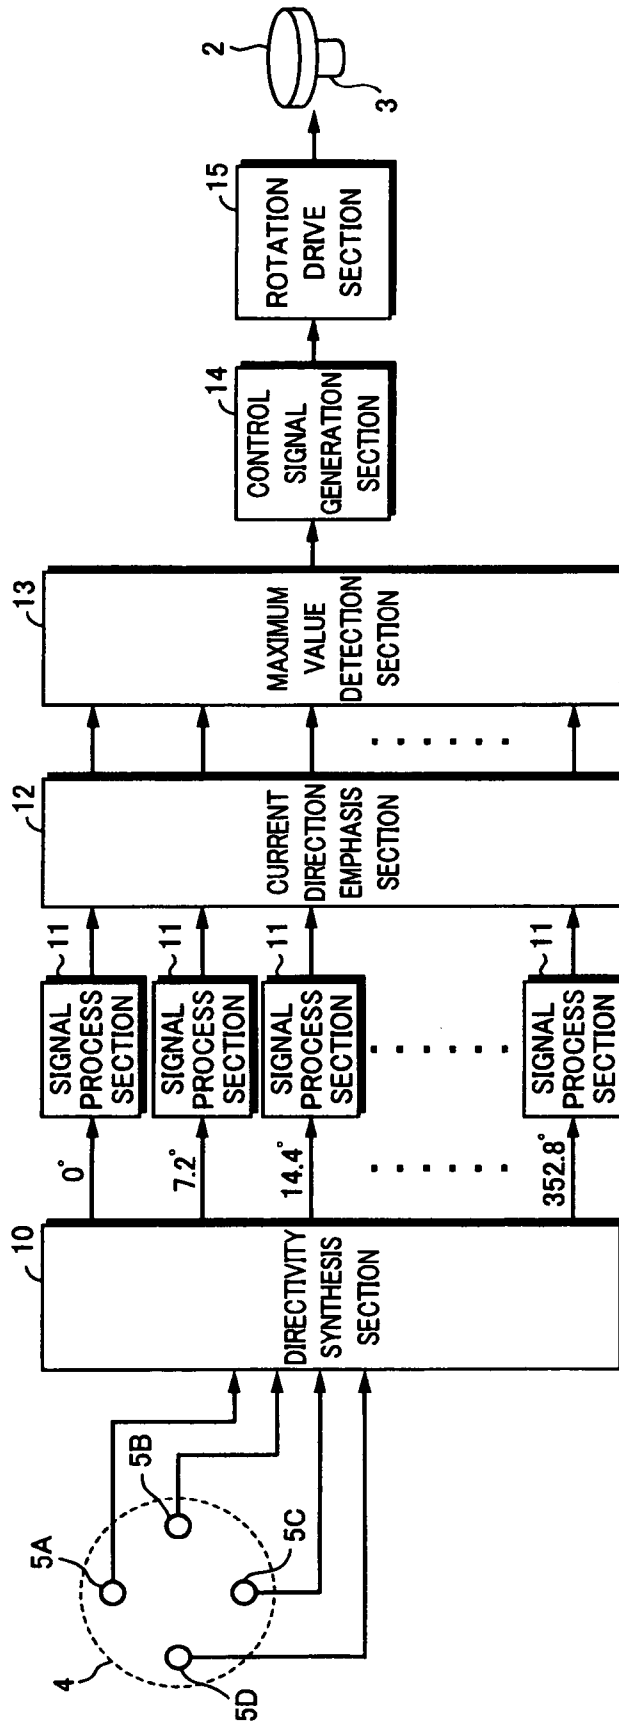 4
5A
5B
5C
5D
10
DIRECTIVITY
SYNTHESIS
SECTION
0°
7.2°
14.4°
352.8°
11
SIGNAL
PROCESS
SECTION
11
SIGNAL
PROCESS
SECTION
11
SIGNAL
PROCESS
SECTION
11
SIGNAL
PROCESS
SECTION
12
CURRENT
DIRECTION
EMPHASIS
SECTION
13
MAXIMUM
VALUE
DETECTION
SECTION
14
CONTROL
SIGNAL
GENERATION
SECTION
15
ROTATION
DRIVE
SECTION
2
3